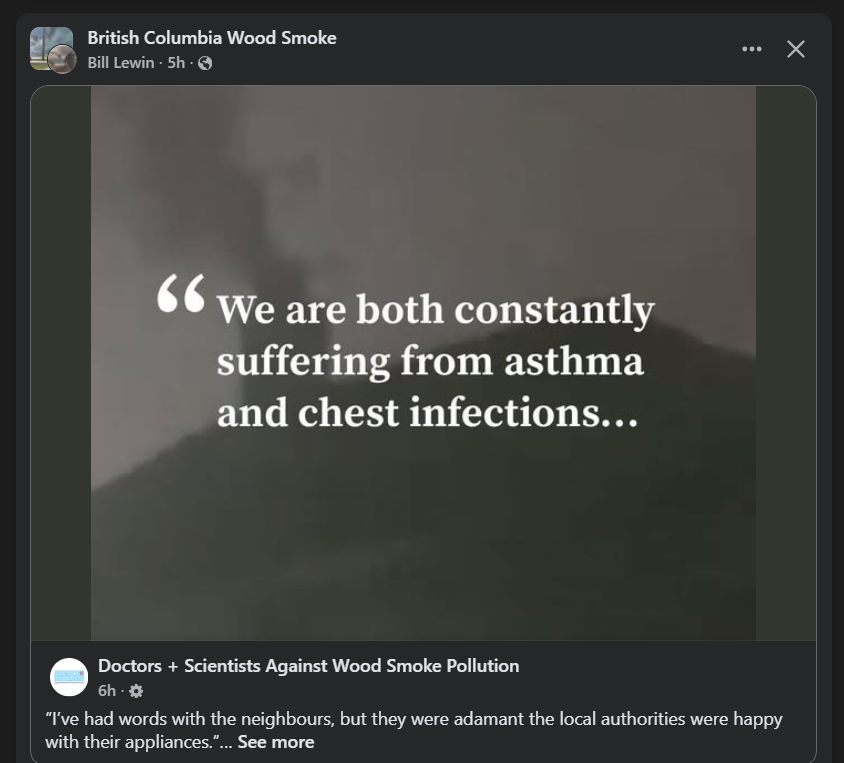 British Columbia Wood Smoke
Bill Lewin · 5h ·
“We are both constantly
suffering from asthma
and chest infections...
Doctors + Scientists Against Wood Smoke Pollution
6h ·
“I’ve had words with the neighbours, but they were adamant the local authorities were happy
with their appliances.”... See more